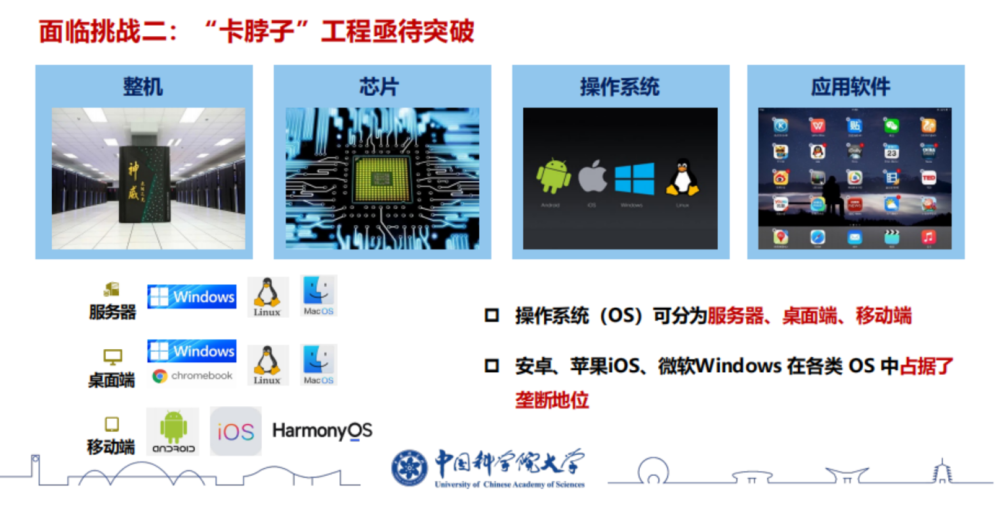 面临挑战二：“卡脖子”工程亟待突破
整机
芯片
操作系统
应用软件
神威
Android
iOS
Windows
Linux
23
TED
服务器
Windows
Linux
MacOS
操作系统（OS）可分为服务器、桌面端、移动端
桌面端
Windows
chromebook
Linux
MacOS
安卓、苹果iOS、微软Windows 在各类 OS 中占据了
垄断地位
移动端
ANDROID
iOS
HarmonyOS
中国科学院大学
University of Chinese Academy of Sciences